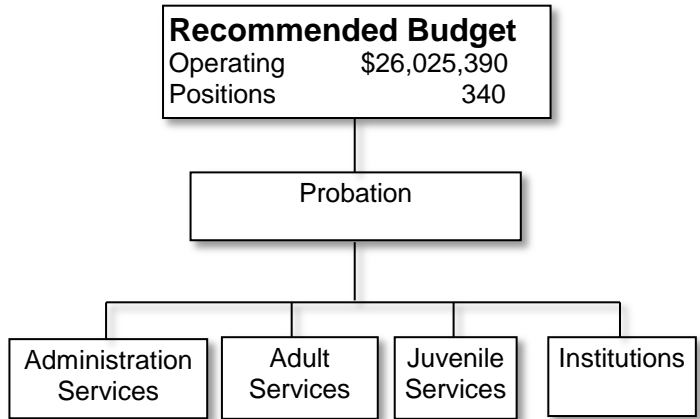 Recommended Budget
Operating $26,025,390
Positions 340
Probation
Administration
Services
Adult
Services
Juvenile
Services
Institutions